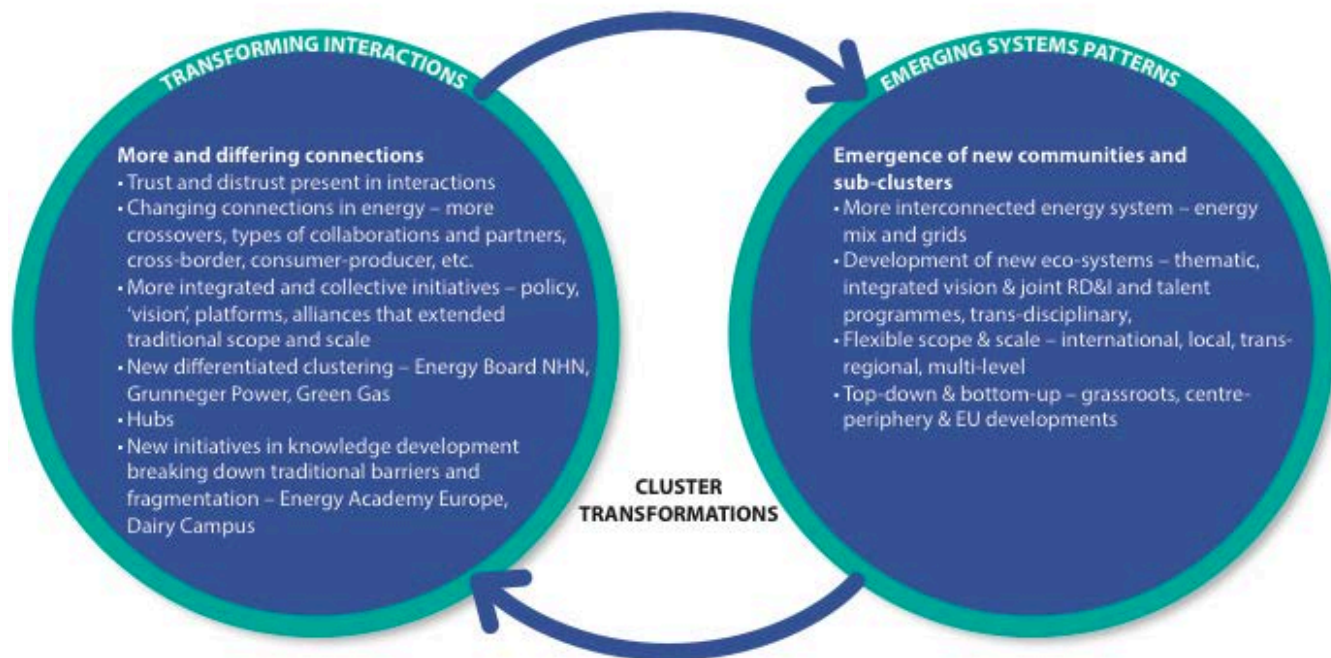 TRANSFORMING INTERACTIONS
More and differing connections
• Trust and distrust present in interactions
• Changing connections in energy – more
crossovers, types of collaborations and partners,
cross-border, consumer-producer, etc.
• More integrated and collective initiatives – policy,
‘vision’, platforms, alliances that extended
traditional scope and scale
• New differentiated clustering – Energy Board NHN,
Grunneger Power, Green Gas
• Hubs
• New initiatives in knowledge development
breaking down traditional barriers and
fragmentation – Energy Academy Europe,
Dairy Campus
CLUSTER
TRANSFORMATIONS
EMERGING SYSTEMS PATTERNS
Emergence of new communities and
sub-clusters
• More interconnected energy system – energy
mix and grids
• Development of new eco-systems – thematic,
integrated vision & joint RD&I and talent
programmes, trans-disciplinary,
• Flexible scope & scale – international, local, trans-
regional, multi-level
• Top-down & bottom-up – grassroots, centre-
periphery & EU developments